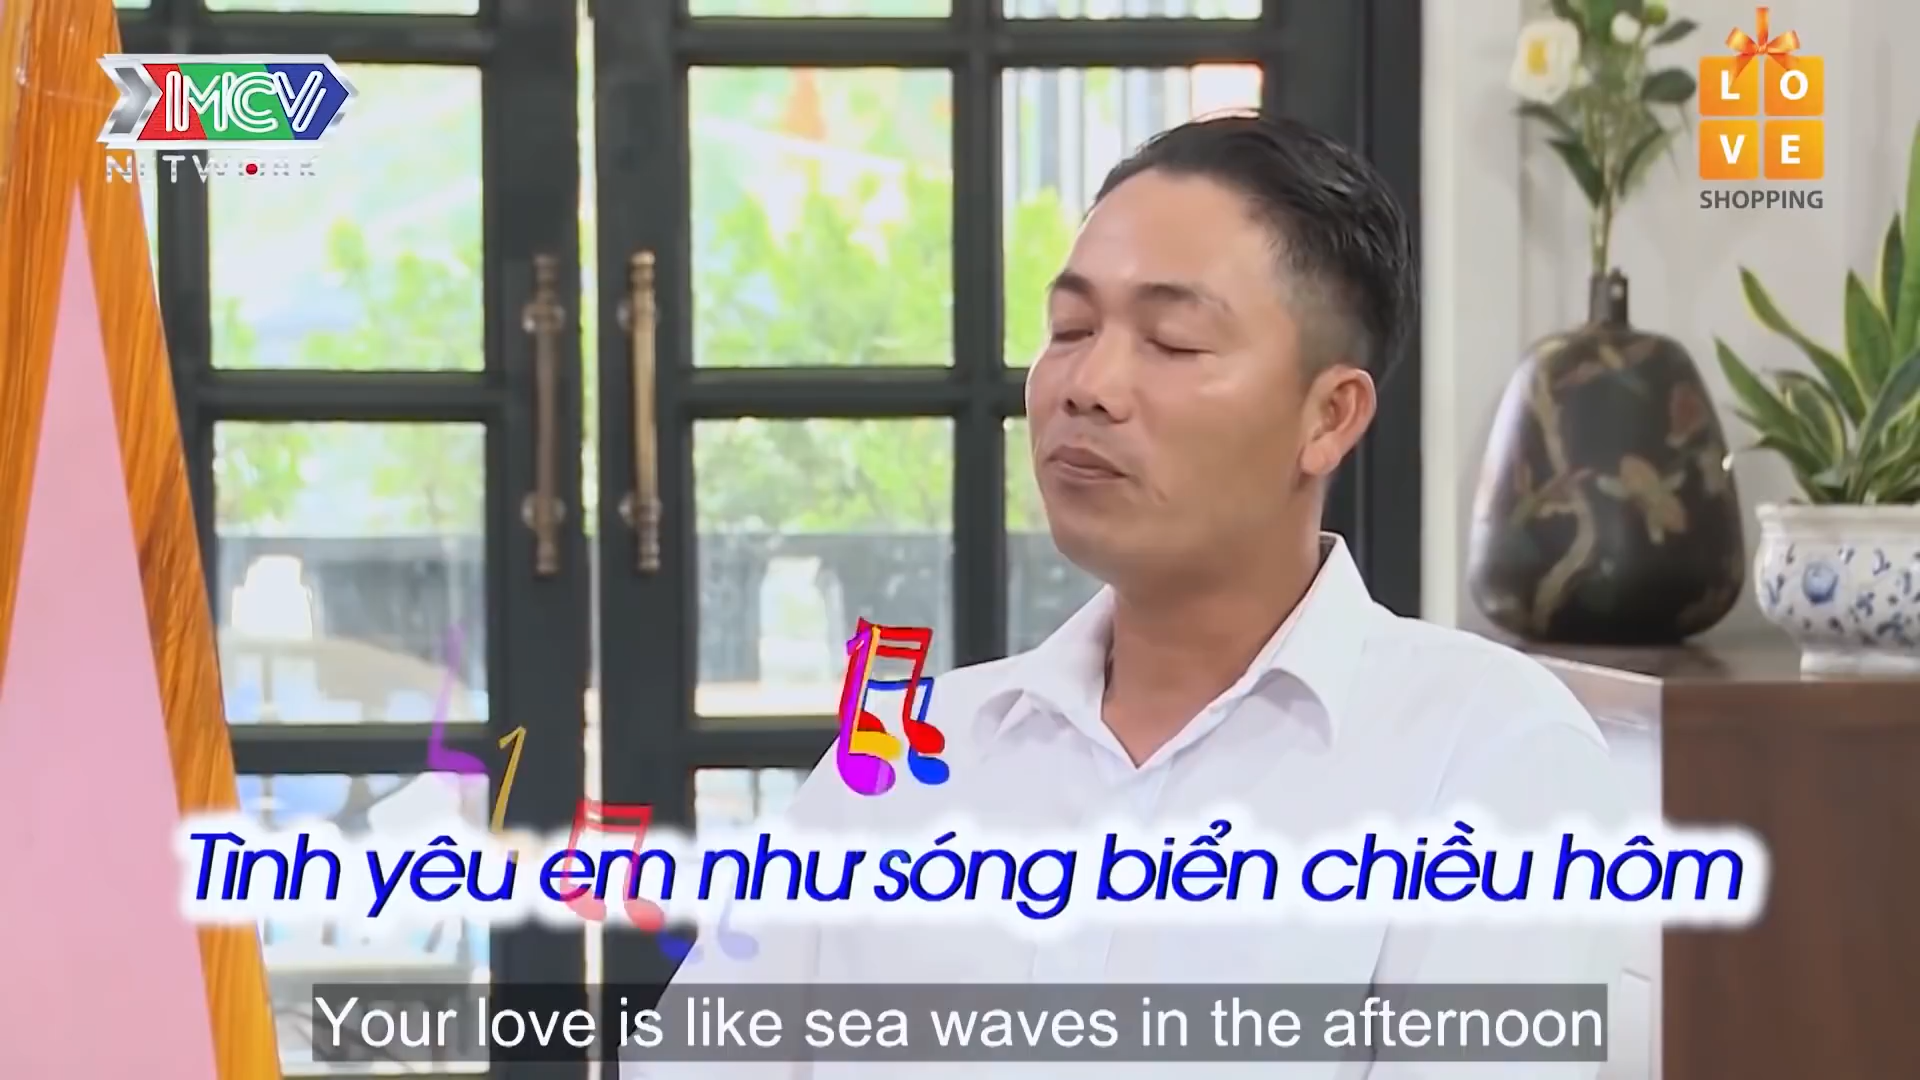 MCV
NETWORK
L O
V E
SHOPPING
Tình yêu em như sóng biển chiều hôm
Your love is like sea waves in the afternoon